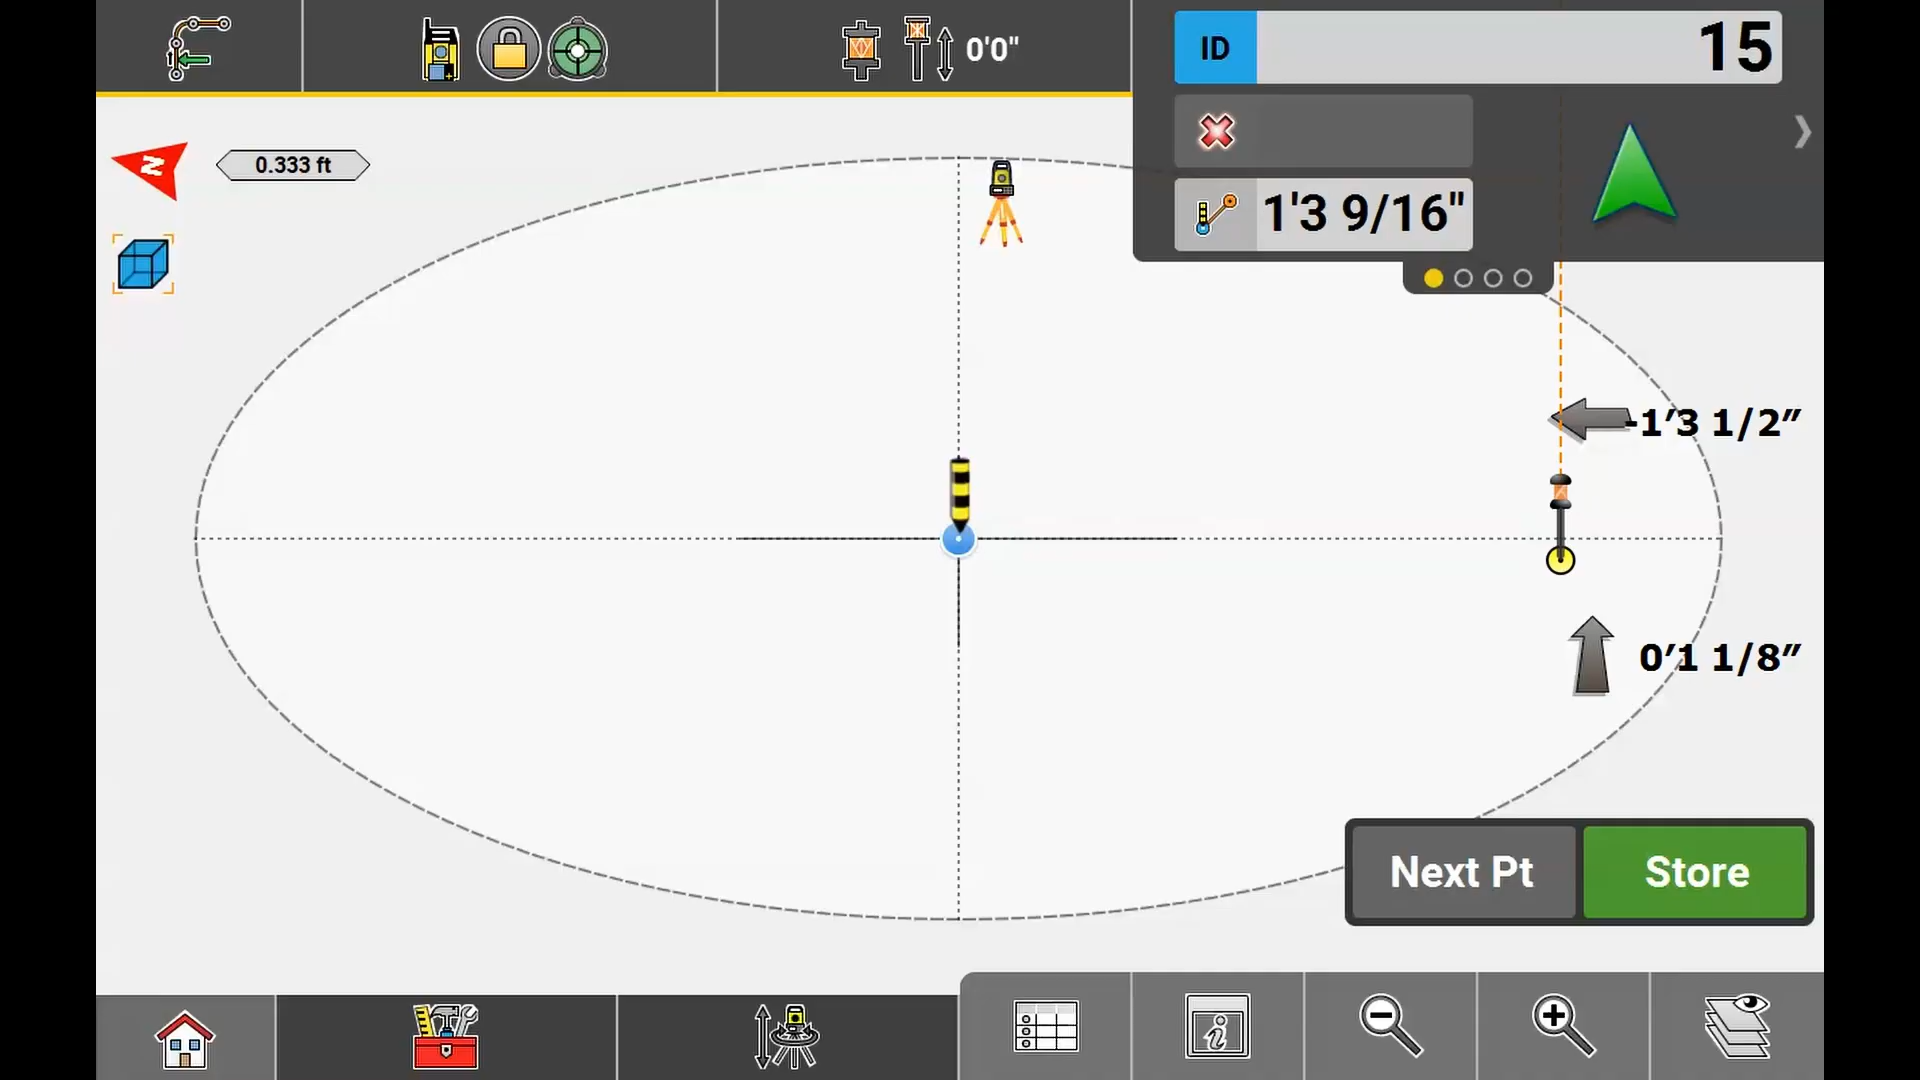 0'0"
ID 15
N
0.333 ft
1'3 9/16"
-1’3 1/2”
0’1 1/8”
Next Pt
Store